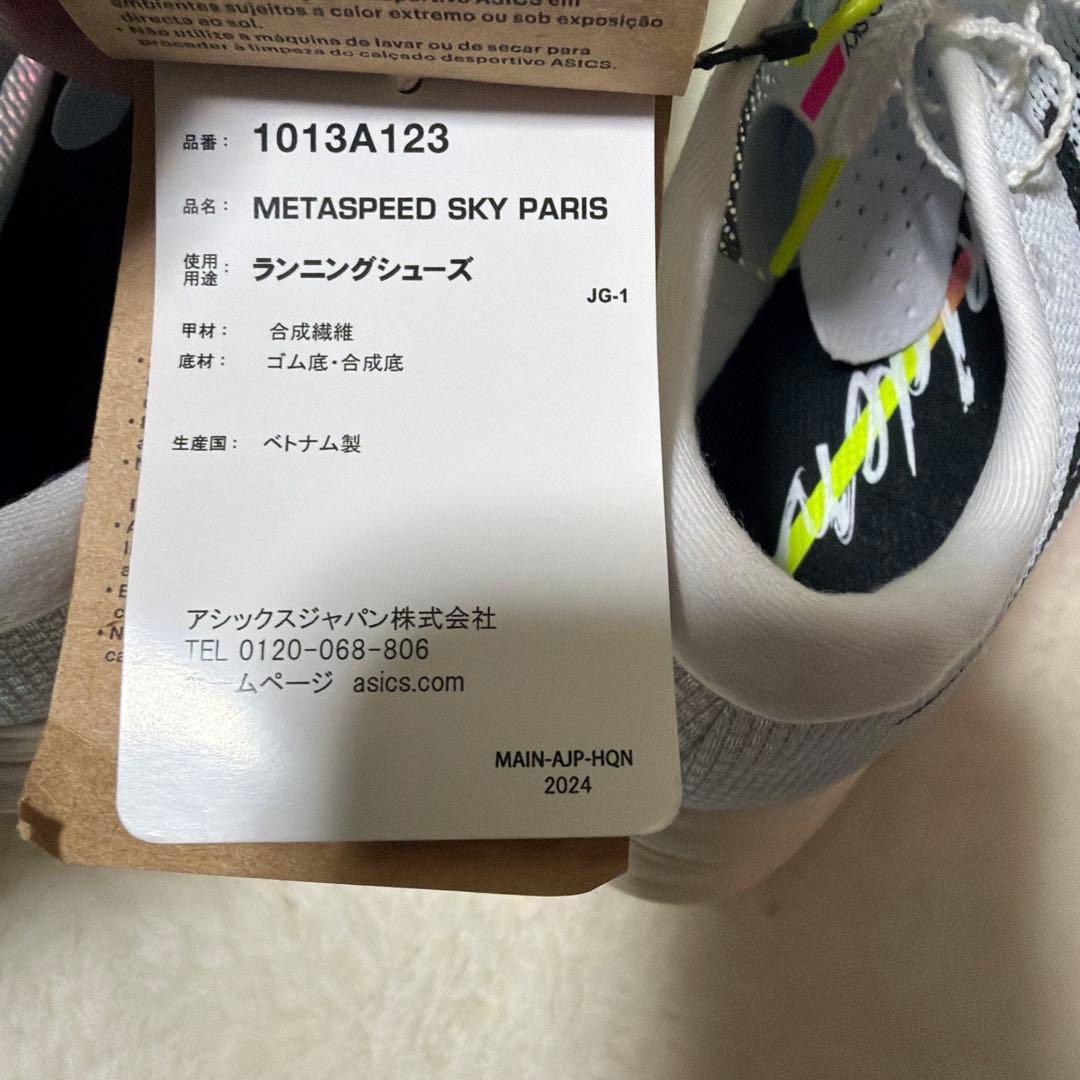 ambientes sujeitos a calor extremo ou sob exposição
directa ao sol.
• Não utilize a máquina de lavar ou de secar para
proceder à limpeza do calçado desportivo ASICS.
品番： 1013A123
品名： METASPEED SKY PARIS
使用用途： ランニングシューズ
JG-1
甲材： 合成繊維
底材： ゴム底・合成底
生産国： ベトナム製
アシックスジャパン株式会社
TEL 0120-068-806
ホームページ asics.com
MAIN-AJP-HQN
2024
SKY